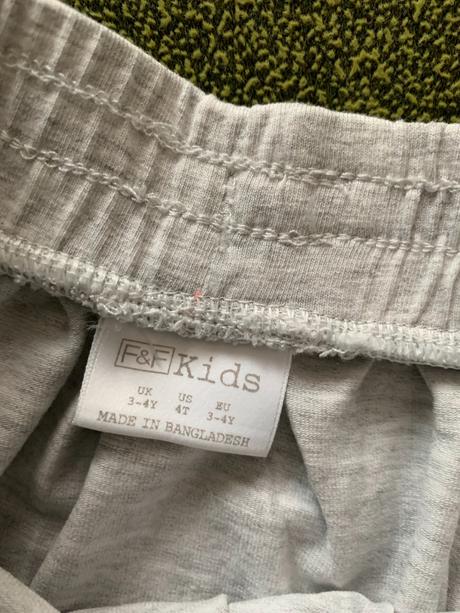 F&F Kids
UK US EU
3-4Y 4T 3-4Y
MADE IN BANGLADESH